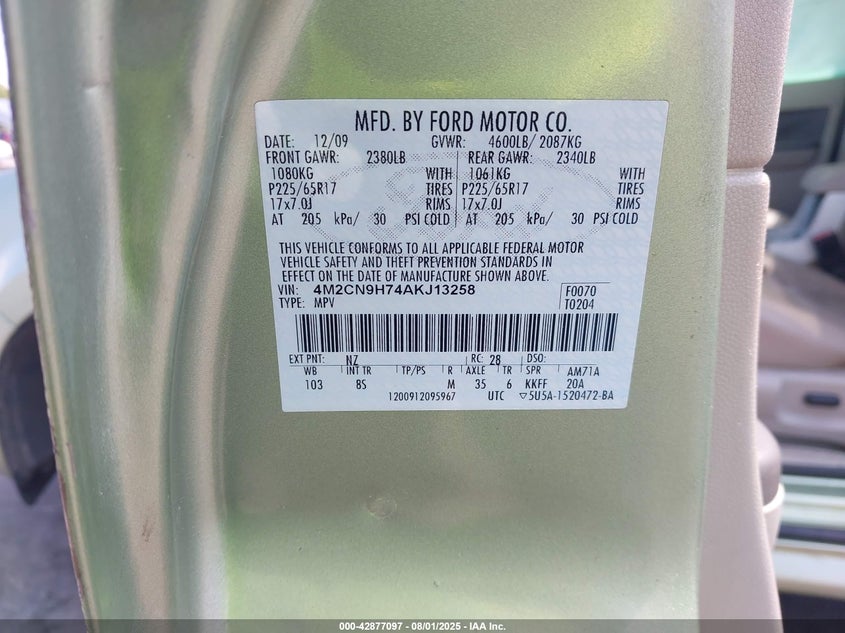 MFD. BY FORD MOTOR CO.
DATE: 12/09 GVWR: 4600LB/ 2087KG
FRONT GAWR: 2380LB REAR GAWR: 2340LB
1080KG WITH 1061KG WITH
P225/65R17 TIRES P225/65R17 TIRES
17x7.0J RIMS 17x7.0J RIMS
AT 205 kPa/ 30 PSI COLD AT 205 kPa/ 30 PSI COLD
THIS VEHICLE CONFORMS TO ALL APPLICABLE FEDERAL MOTOR
VEHICLE SAFETY AND THEFT PREVENTION STANDARDS IN
EFFECT ON THE DATE OF MANUFACTURE SHOWN ABOVE.
VIN: 4M2CN9H74AKJ13258 F0070
TYPE: MPV T0204
EXT PNT: NZ RC: 28 DSO:
WB INT TR TP/PS R AXLE TR SPR AM71A
103 8S M 35 6 KKFF 20A
1200912095967 UTC ▽5U5A-1520472-BA
000-42877097 - 08/01/2025 - IAA Inc.